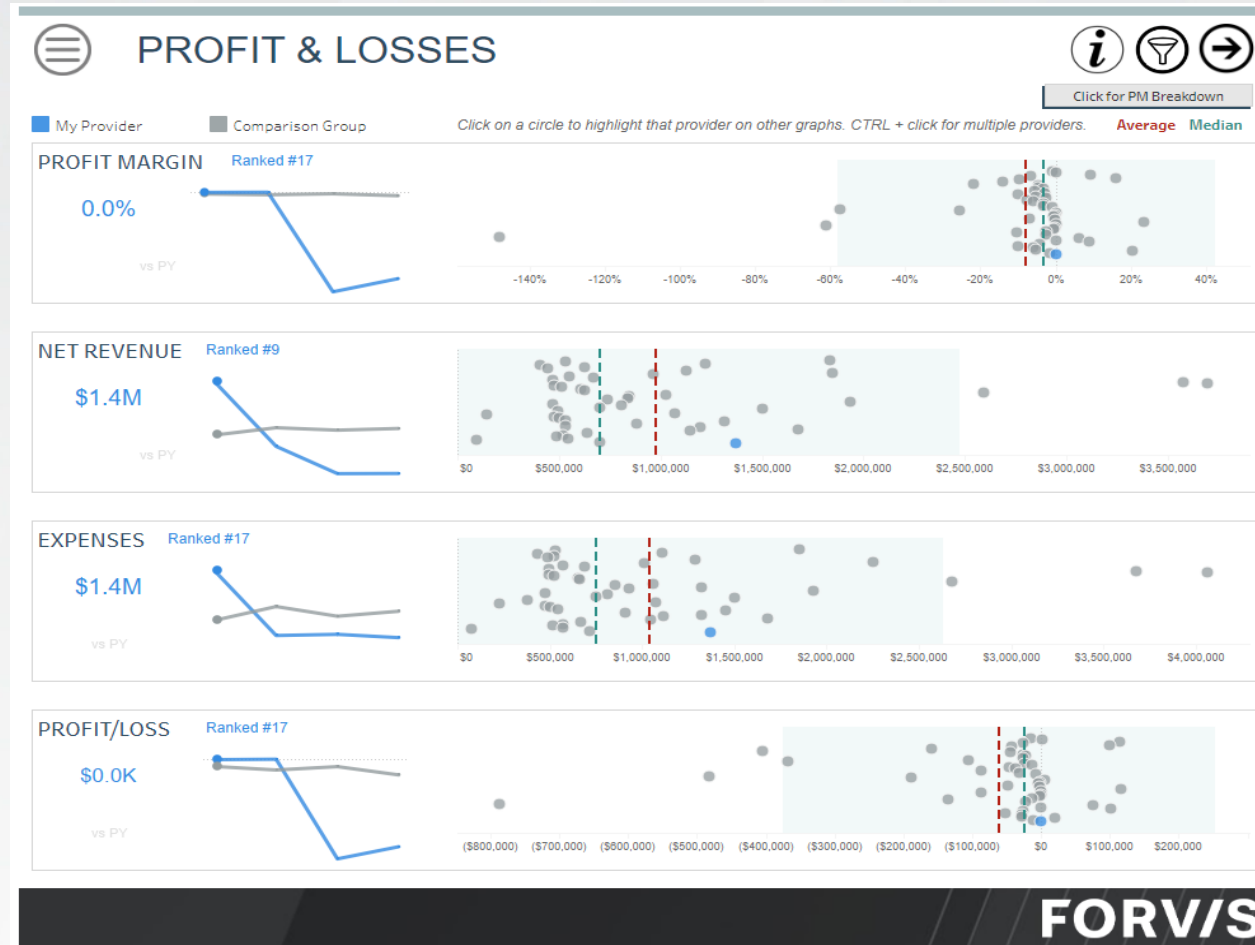 PROFIT & LOSSES
Click for PM Breakdown
My Provider
Comparison Group
Click on a circle to highlight that provider on other graphs. CTRL + click for multiple providers.
Average Median
PROFIT MARGIN
Ranked #17
0.0%
vs PY
-140% -120% -100% -80% -60% -40% -20% 0% 20% 40%
NET REVENUE
Ranked #9
$1.4M
vs PY
$0 $500,000 $1,000,000 $1,500,000 $2,000,000 $2,500,000 $3,000,000 $3,500,000
EXPENSES
Ranked #17
$1.4M
vs PY
$0 $500,000 $1,000,000 $1,500,000 $2,000,000 $2,500,000 $3,000,000 $3,500,000 $4,000,000
PROFIT/LOSS
Ranked #17
$0.0K
vs PY
($800,000) ($700,000) ($600,000) ($500,000) ($400,000) ($300,000) ($200,000) ($100,000) $0 $100,000 $200,000
FORVIS